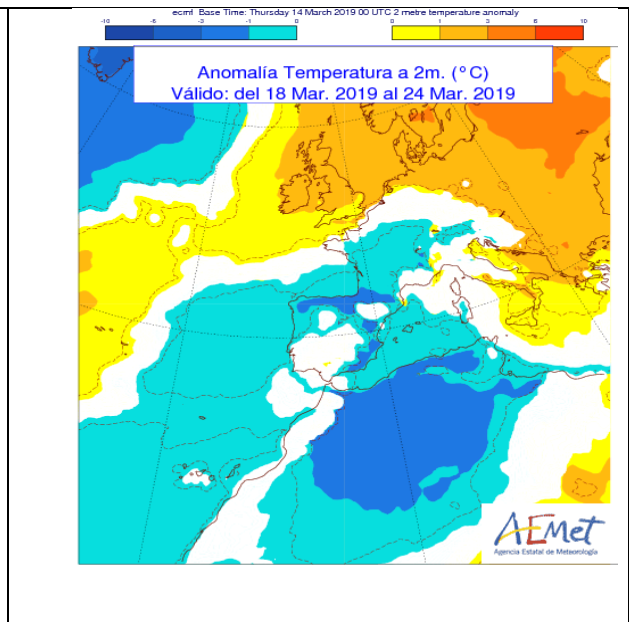 ecmf Base Time: Thursday 14 March 2019 00 UTC 2 metre temperature anomaly
-10 -6 -3 -1 0 0 1 3 6 10
Anomalía Temperatura a 2m. (ºC)
Válido: del 18 Mar. 2019 al 24 Mar. 2019
AEMet
Agencia Estatal de Meteorología